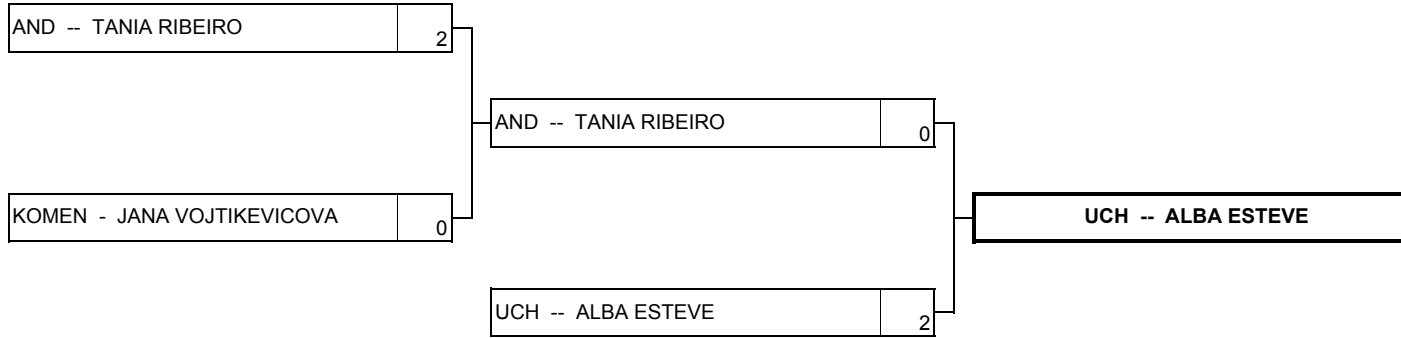 AND -- TANIA RIBEIRO 2
AND -- TANIA RIBEIRO 0
KOMEN - JANA VOJTIKEVICOVA 0
UCH -- ALBA ESTEVE
UCH -- ALBA ESTEVE 2